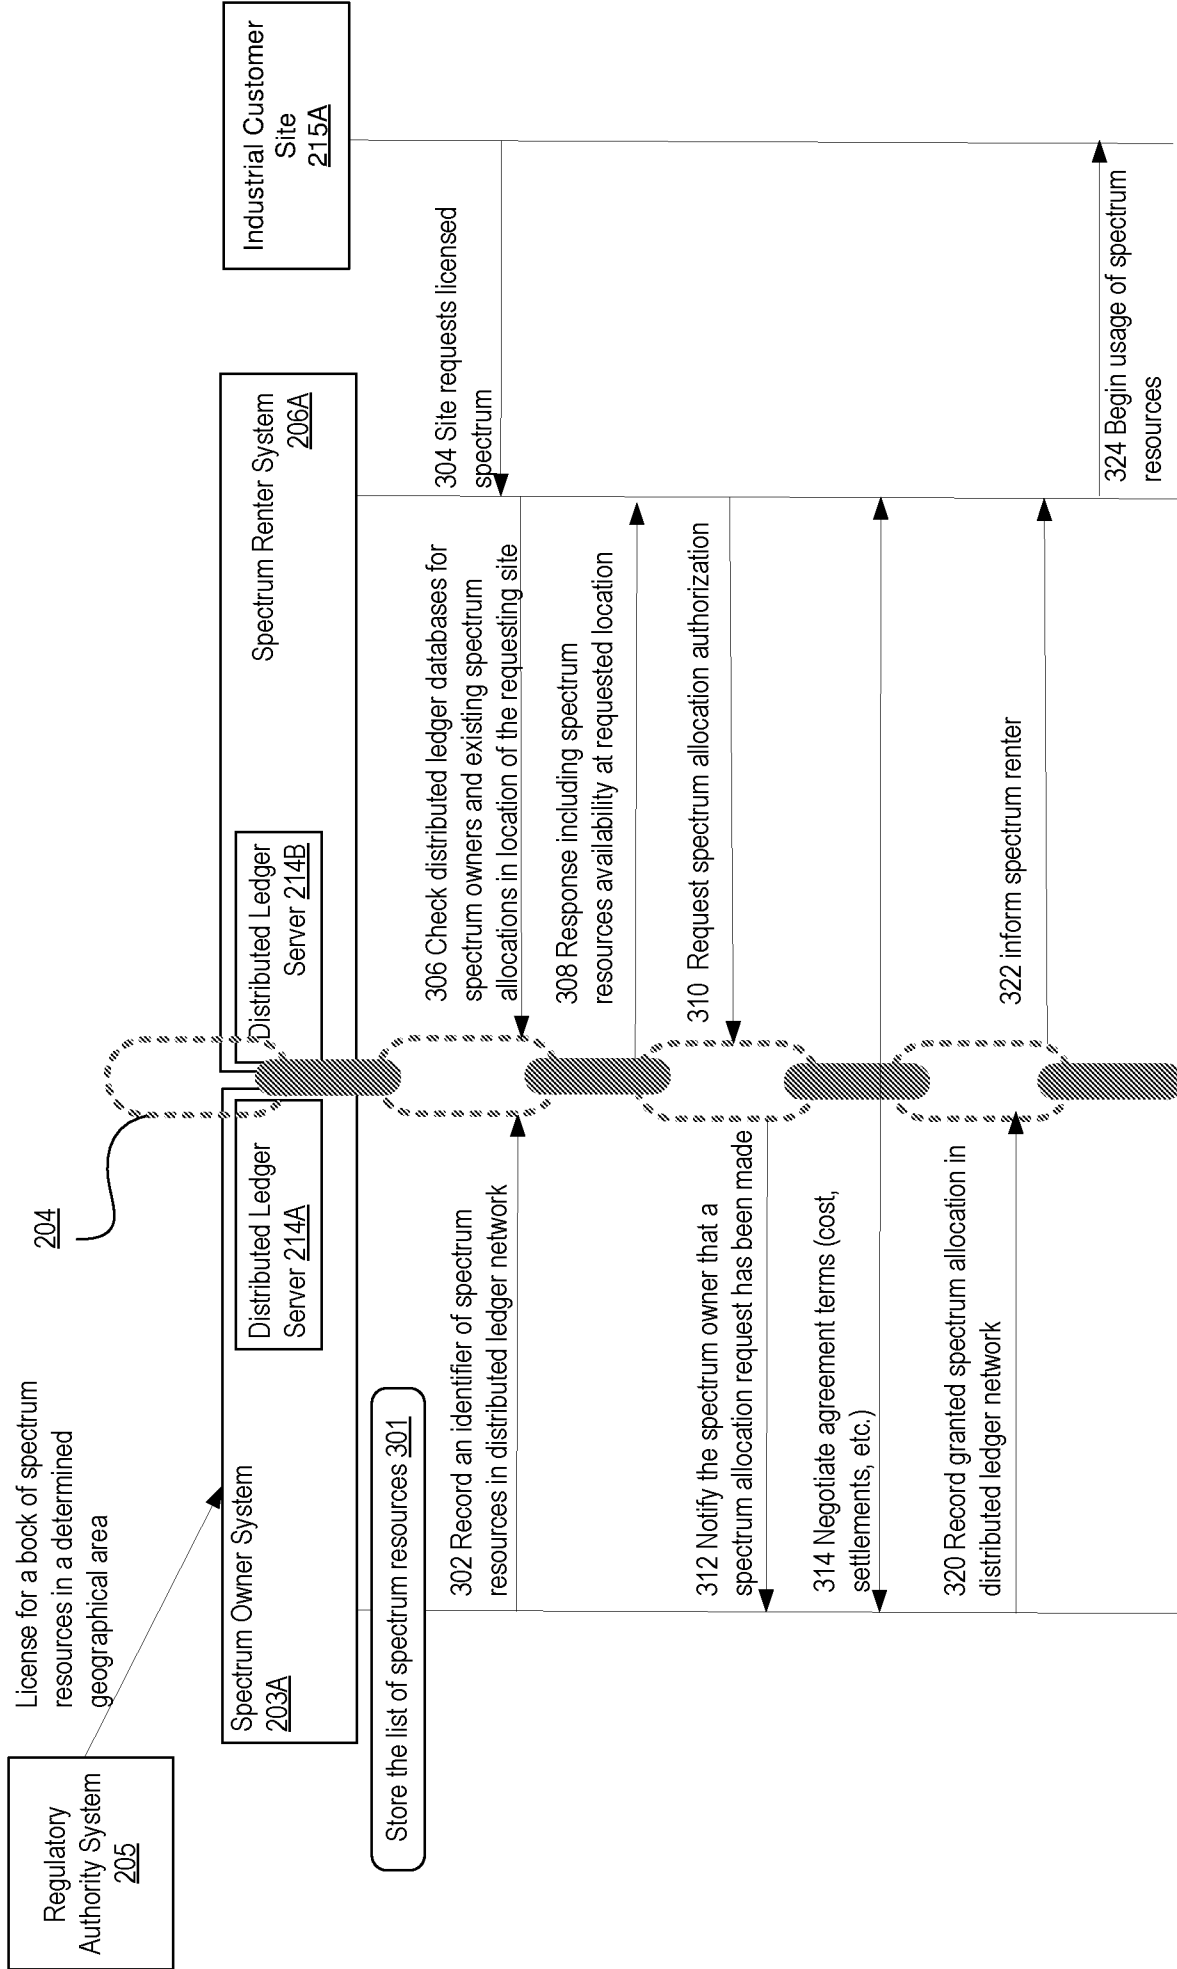 Regulatory
Authority System
205
License for a bock of spectrum
resources in a determined
geographical area
204
Spectrum Owner System
203A
Distributed Ledger
Server 214A
Distributed Ledger
Server 214B
Spectrum Renter System
206A
Industrial Customer
Site
215A
Store the list of spectrum resources 301
302 Record an identifier of spectrum
resources in distributed ledger network
304 Site requests licensed
spectrum
306 Check distributed ledger databases for
spectrum owners and existing spectrum
allocations in location of the requesting site
308 Response including spectrum
resources availability at requested location
310 Request spectrum allocation authorization
312 Notify the spectrum owner that a
spectrum allocation request has been made
314 Negotiate agreement terms (cost,
settlements, etc.)
320 Record granted spectrum allocation in
distributed ledger network
322 inform spectrum renter
324 Begin usage of spectrum
resources